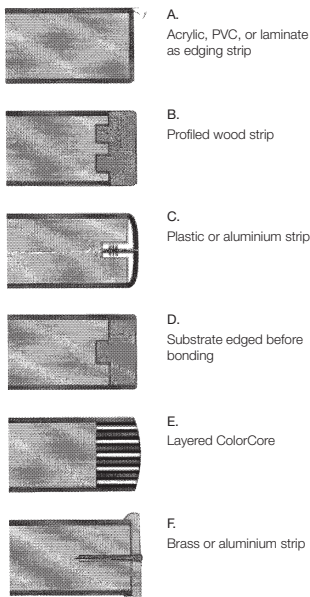 A.
Acrylic, PVC, or laminate
as edging strip
B.
Profiled wood strip
C.
Plastic or aluminium strip
D.
Substrate edged before
bonding
E.
Layered ColorCore
F.
Brass or aluminium strip